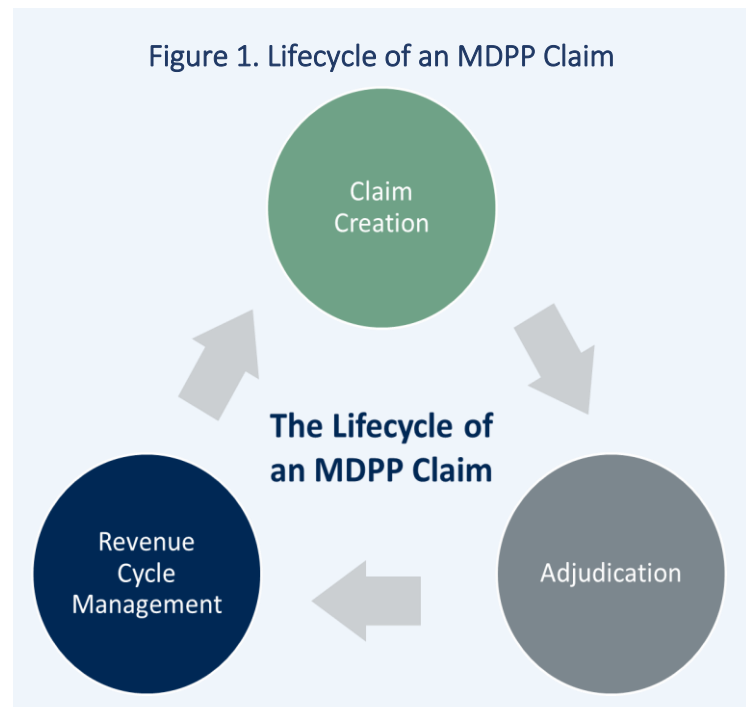 Figure 1. Lifecycle of an MDPP Claim
Claim
Creation
The Lifecycle of
an MDPP Claim
Revenue
Cycle
Management
Adjudication